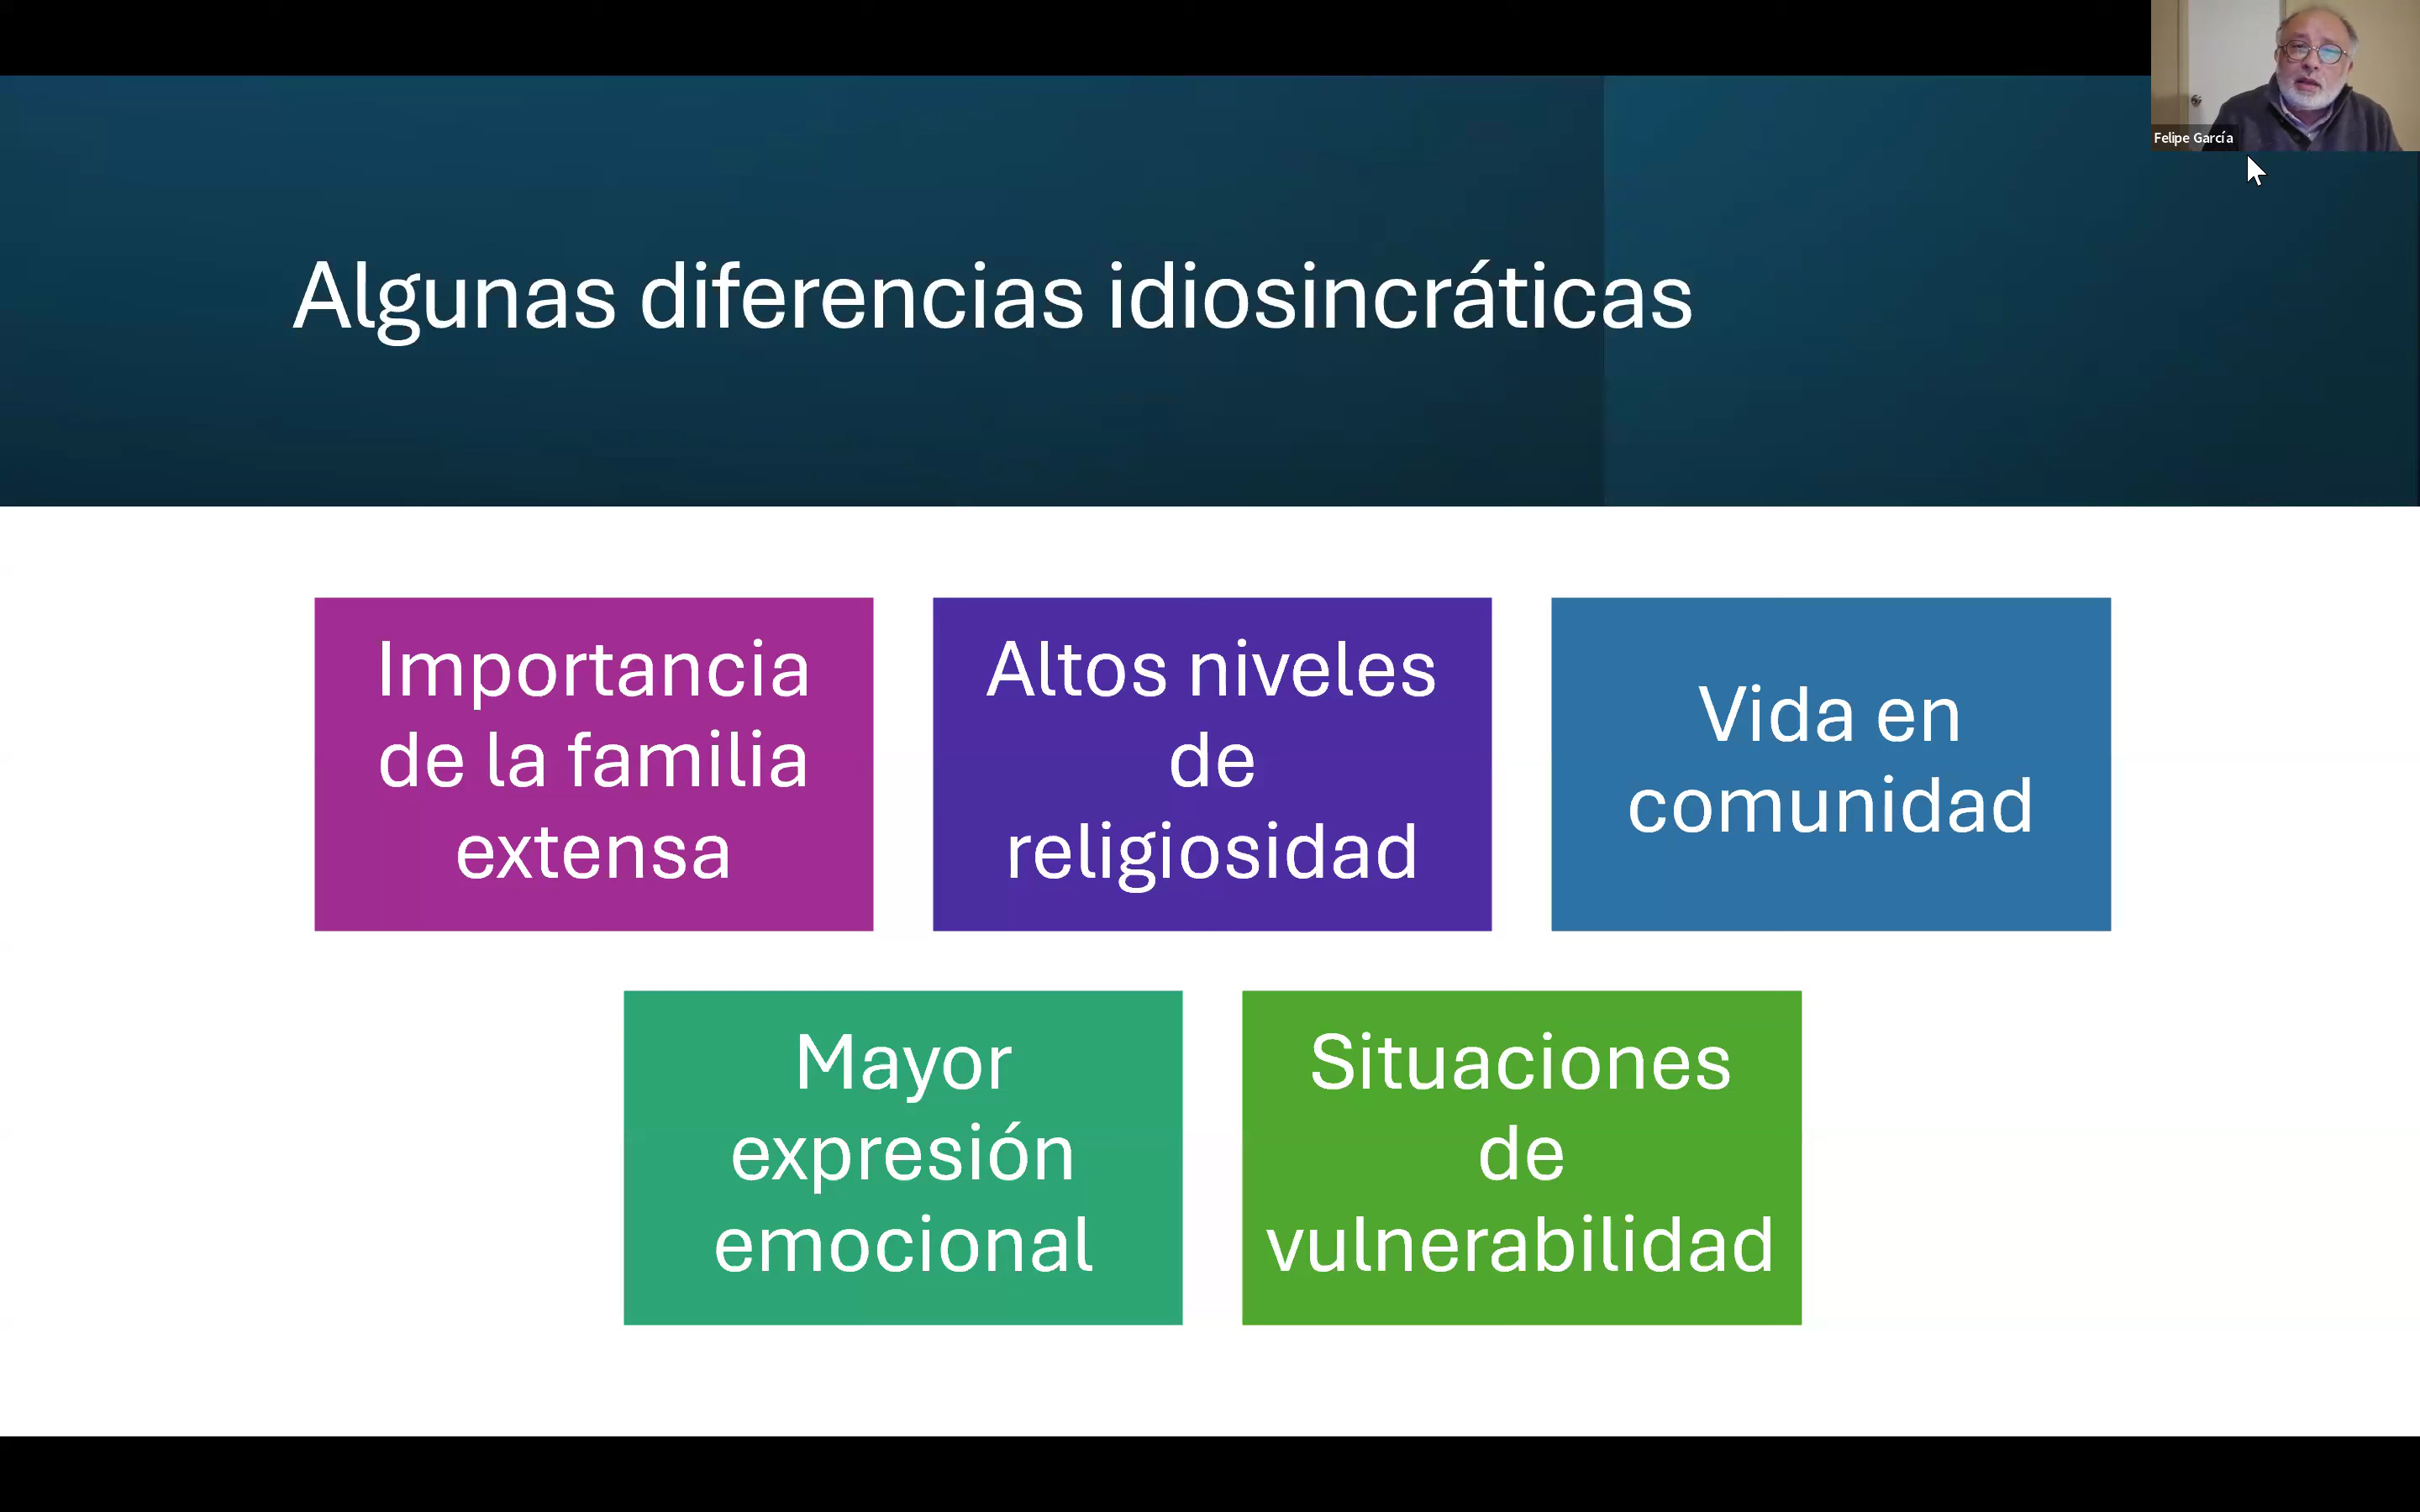 Felipe García
Algunas diferencias idiosincráticas
Importancia
de la familia
extensa
Altos niveles
de
religiosidad
Vida en
comunidad
Mayor
expresión
emocional
Situaciones
de
vulnerabilidad